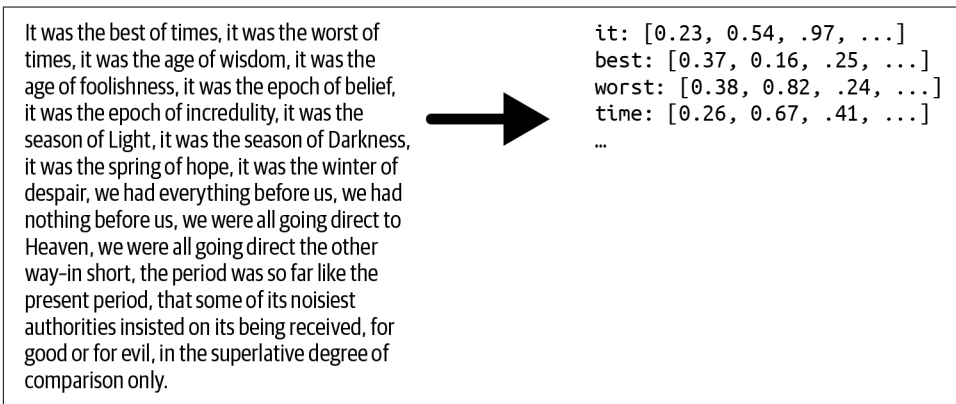 It was the best of times, it was the worst of
times, it was the age of wisdom, it was the
age of foolishness, it was the epoch of belief,
it was the epoch of incredulity, it was the
season of Light, it was the season of Darkness,
it was the spring of hope, it was the winter of
despair, we had everything before us, we had
nothing before us, we were all going direct to
Heaven, we were all going direct the other
way–in short, the period was so far like the
present period, that some of its noisiest
authorities insisted on its being received, for
good or for evil, in the superlative degree of
comparison only.
it: [0.23, 0.54, .97, ...]
best: [0.37, 0.16, .25, ...]
worst: [0.38, 0.82, .24, ...]
time: [0.26, 0.67, .41, ...]
…